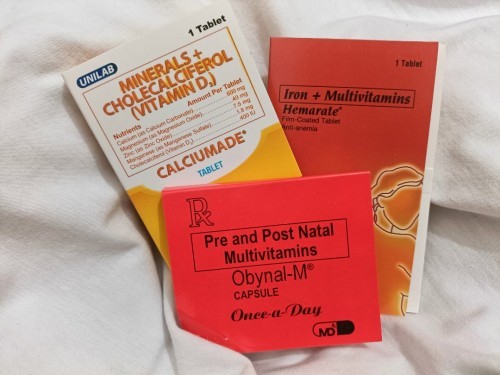 1 Tablet
UNILAB
MINERALS +
CHOLECALCIFEROL
(VITAMIN D3)
Nutrients Amount Per Tablet
Calcium (as Calcium Carbonate) 600 mg
Magnesium (as Magnesium Oxide) 40 mg
Zinc (as Zinc Oxide) 7.5 mg
Manganese (as Manganese Sulfate) 1.8 mg
Cholecalciferol (Vitamin D3) 400 IU
CALCIUMADE®
TABLET
1 Tablet
Iron + Multivitamins
Hemarate®
Film-Coated Tablet
Anti-anemia
Rx
Pre and Post Natal
Multivitamins
Obynal-M®
CAPSULE
Once-a-Day
MD